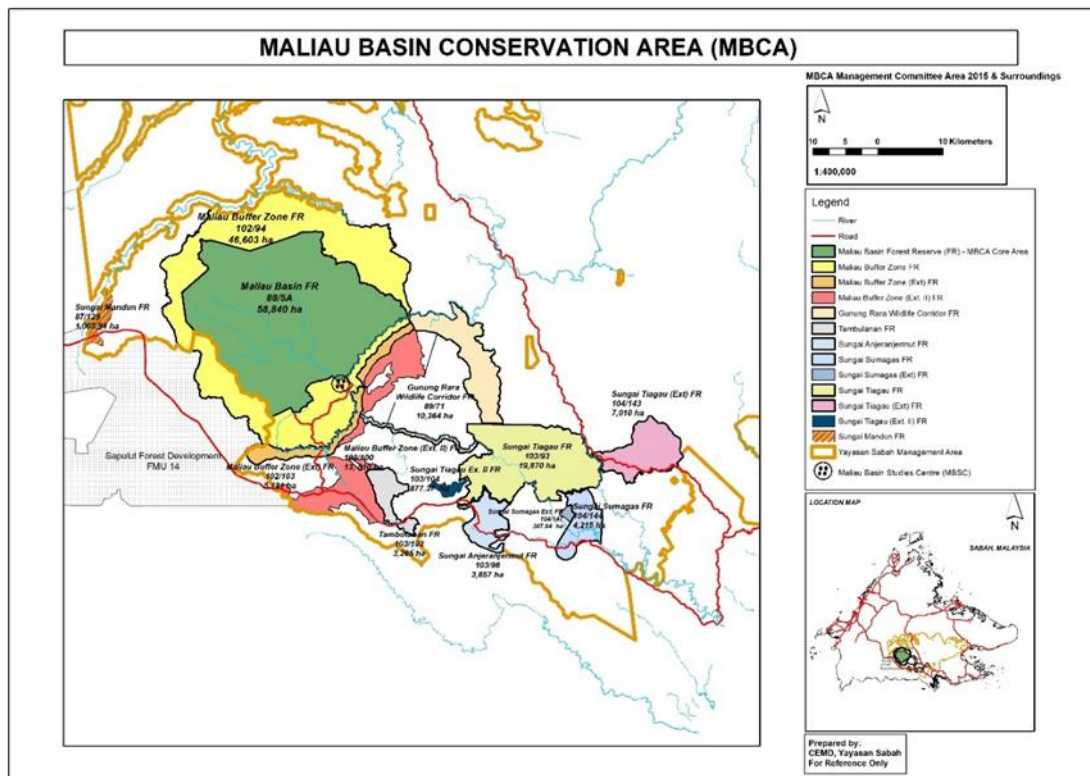 MALIAU BASIN CONSERVATION AREA (MBCA)
MBCA Management Committee Area 2015 & Surroundings
N
10 5 0 10 Kilometers
1:400,000
Legend
River
Road
Maliau Basin Forest Reserve (FR) - MBCA Core Area
Maliau Buffer Zone FR
Maliau Buffer Zone (Ext) FR
Maliau Buffer Zone (Ext. II) FR
Gunung Rara Wildlife Corridor FR
Tambulanan FR
Sungai Anjeranjermut FR
Sungai Sumagas FR
Sungai Sumagas (Ext) FR
Sungai Tiagau FR
Sungai Tiagau (Ext) FR
Sungai Tiagau (Ext. II) FR
Sungai Mandun FR
Yayasan Sabah Management Area
Maliau Basin Studies Centre (MBSC)
LOCATION MAP
N
SABAH, MALAYSIA
Prepared by:
CEMD, Yayasan Sabah
For Reference Only
Maliau Buffer Zone FR
102/94
46,603 ha
Maliau Basin FR
88/5A
58,840 ha
Sungai Mandun FR
87/129
Gunung Rara
Wildlife Corridor FR
89/71
10,364 ha
Sungai Tiagau (Ext) FR
104/143
7,010 ha
Sungai Tiagau FR
103/93
19,870 ha
Sapulut Forest Development
FMU 14
Maliau Buffer Zone (Ext) FR
102/103
Maliau Buffer Zone (Ext. II) FR
Sungai Tiagau Ex. II FR
103/104
Sungai Sumagas Ext. FR
Sungai Sumagas FR
104/144
4,215 ha
Tambulanan FR
Sungai Anjeranjermut FR
103/98
3,857 ha